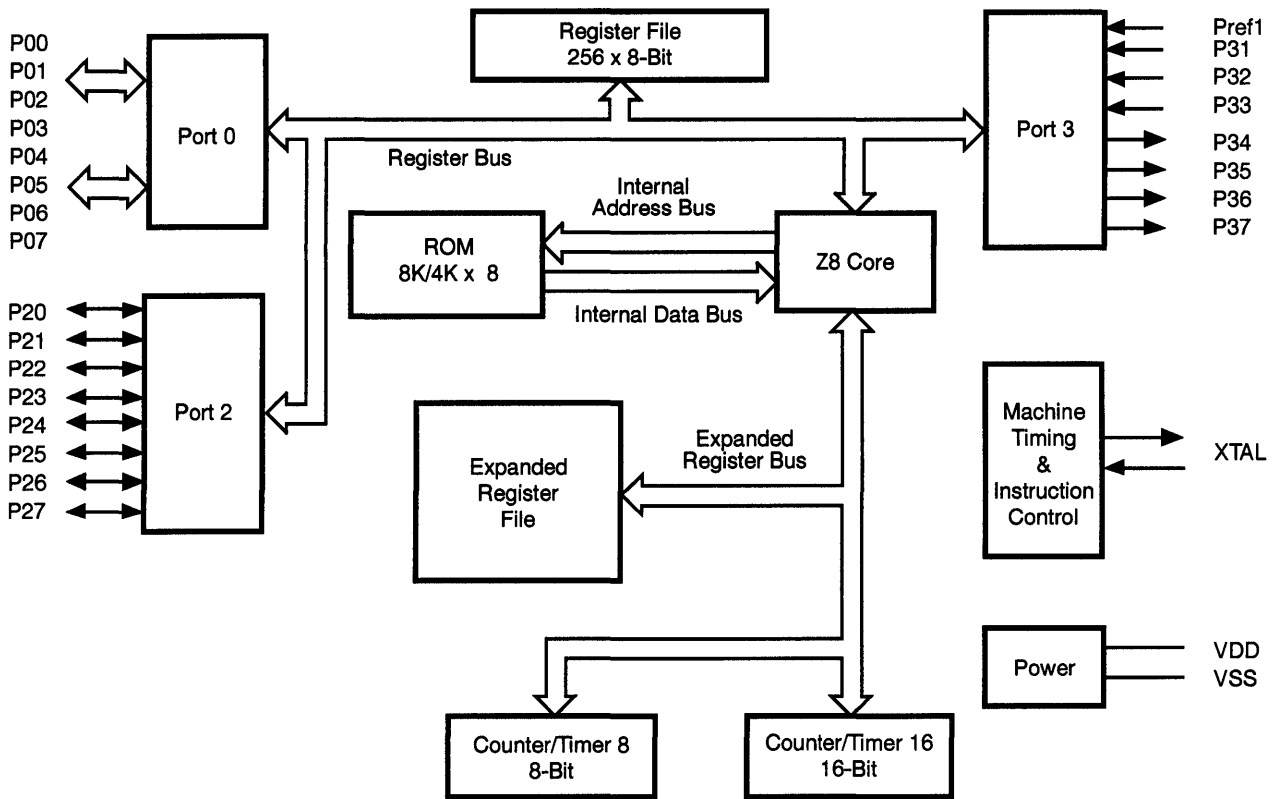 P00
P01
P02
P03
P04
P05
P06
P07
Port 0
Register File
256 x 8-Bit
Register Bus
Port 3
Pref1
P31
P32
P33
P34
P35
P36
P37
Internal
Address Bus
ROM
8K/4K x 8
Z8 Core
Internal Data Bus
P20
P21
P22
P23
P24
P25
P26
P27
Port 2
Expanded
Register
File
Expanded
Register Bus
Machine
Timing
&
Instruction
Control
XTAL
Power
VDD
VSS
Counter/Timer 8
8-Bit
Counter/Timer 16
16-Bit